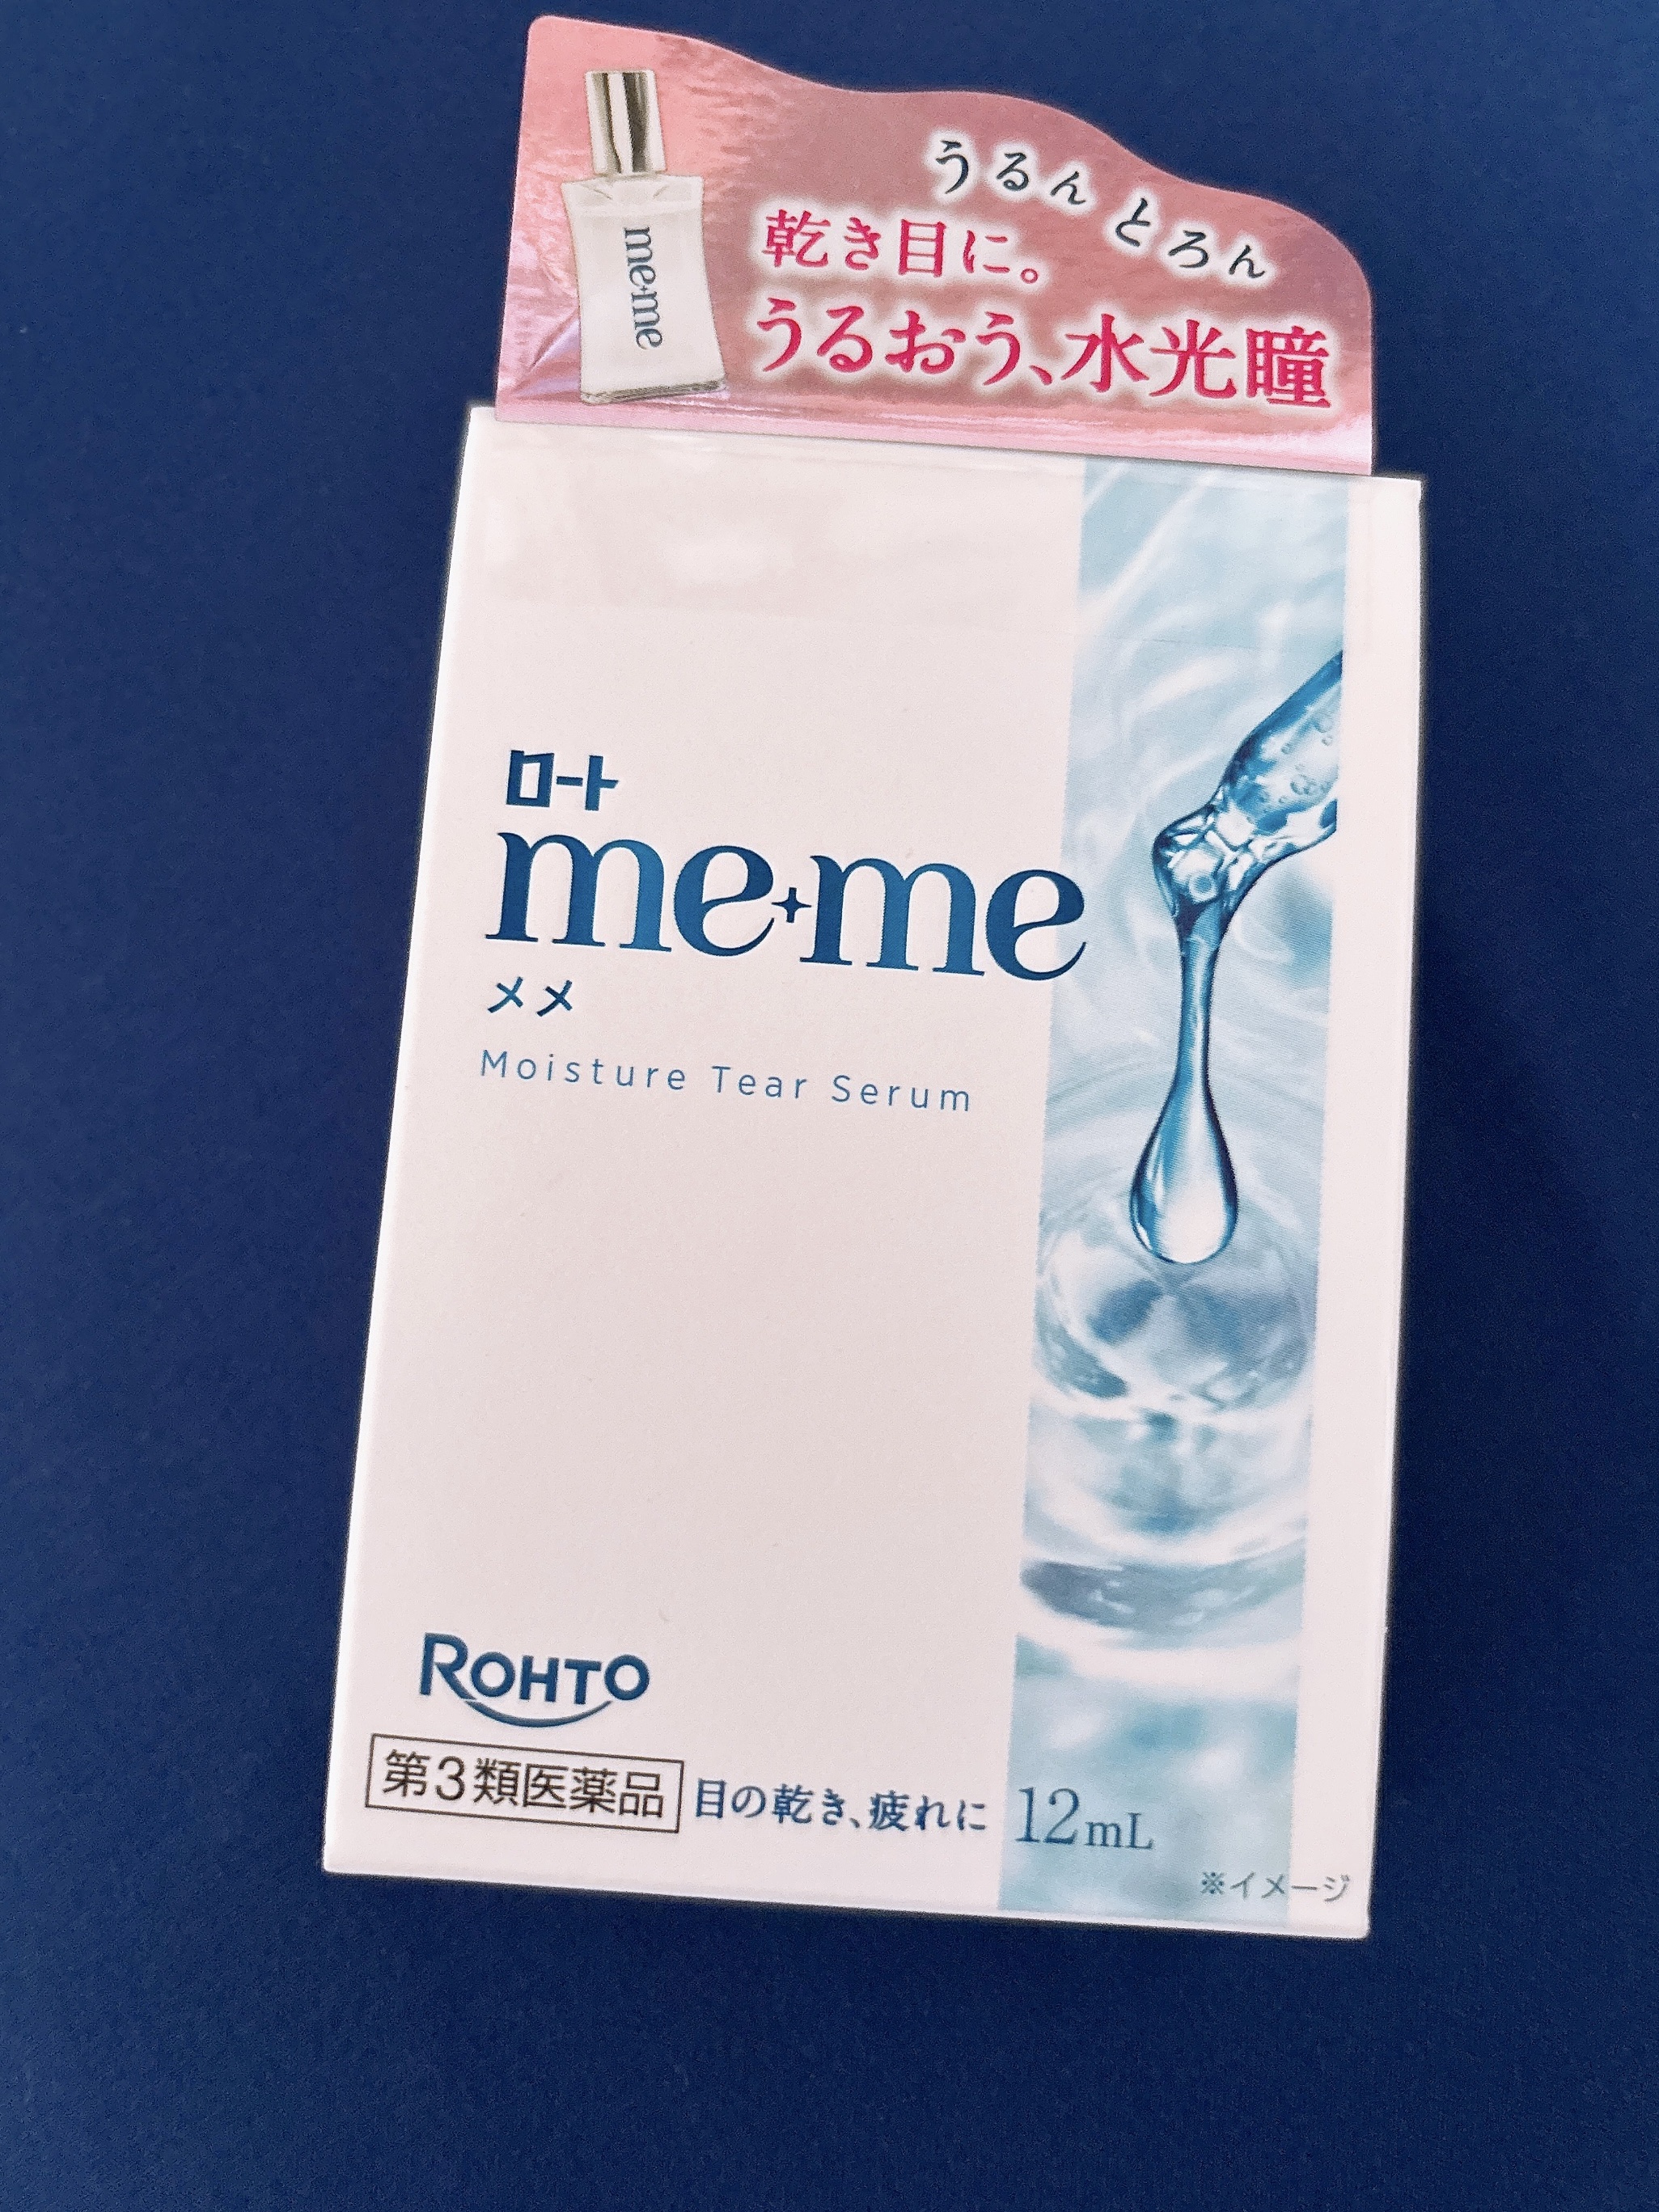 me+me
うるん とろん
乾き目に。
うるおう、水光瞳
ロート
me+me
メメ
Moisture Tear Serum
ROHTO
第3類医薬品 目の乾き、疲れに 12mL
※イメージ